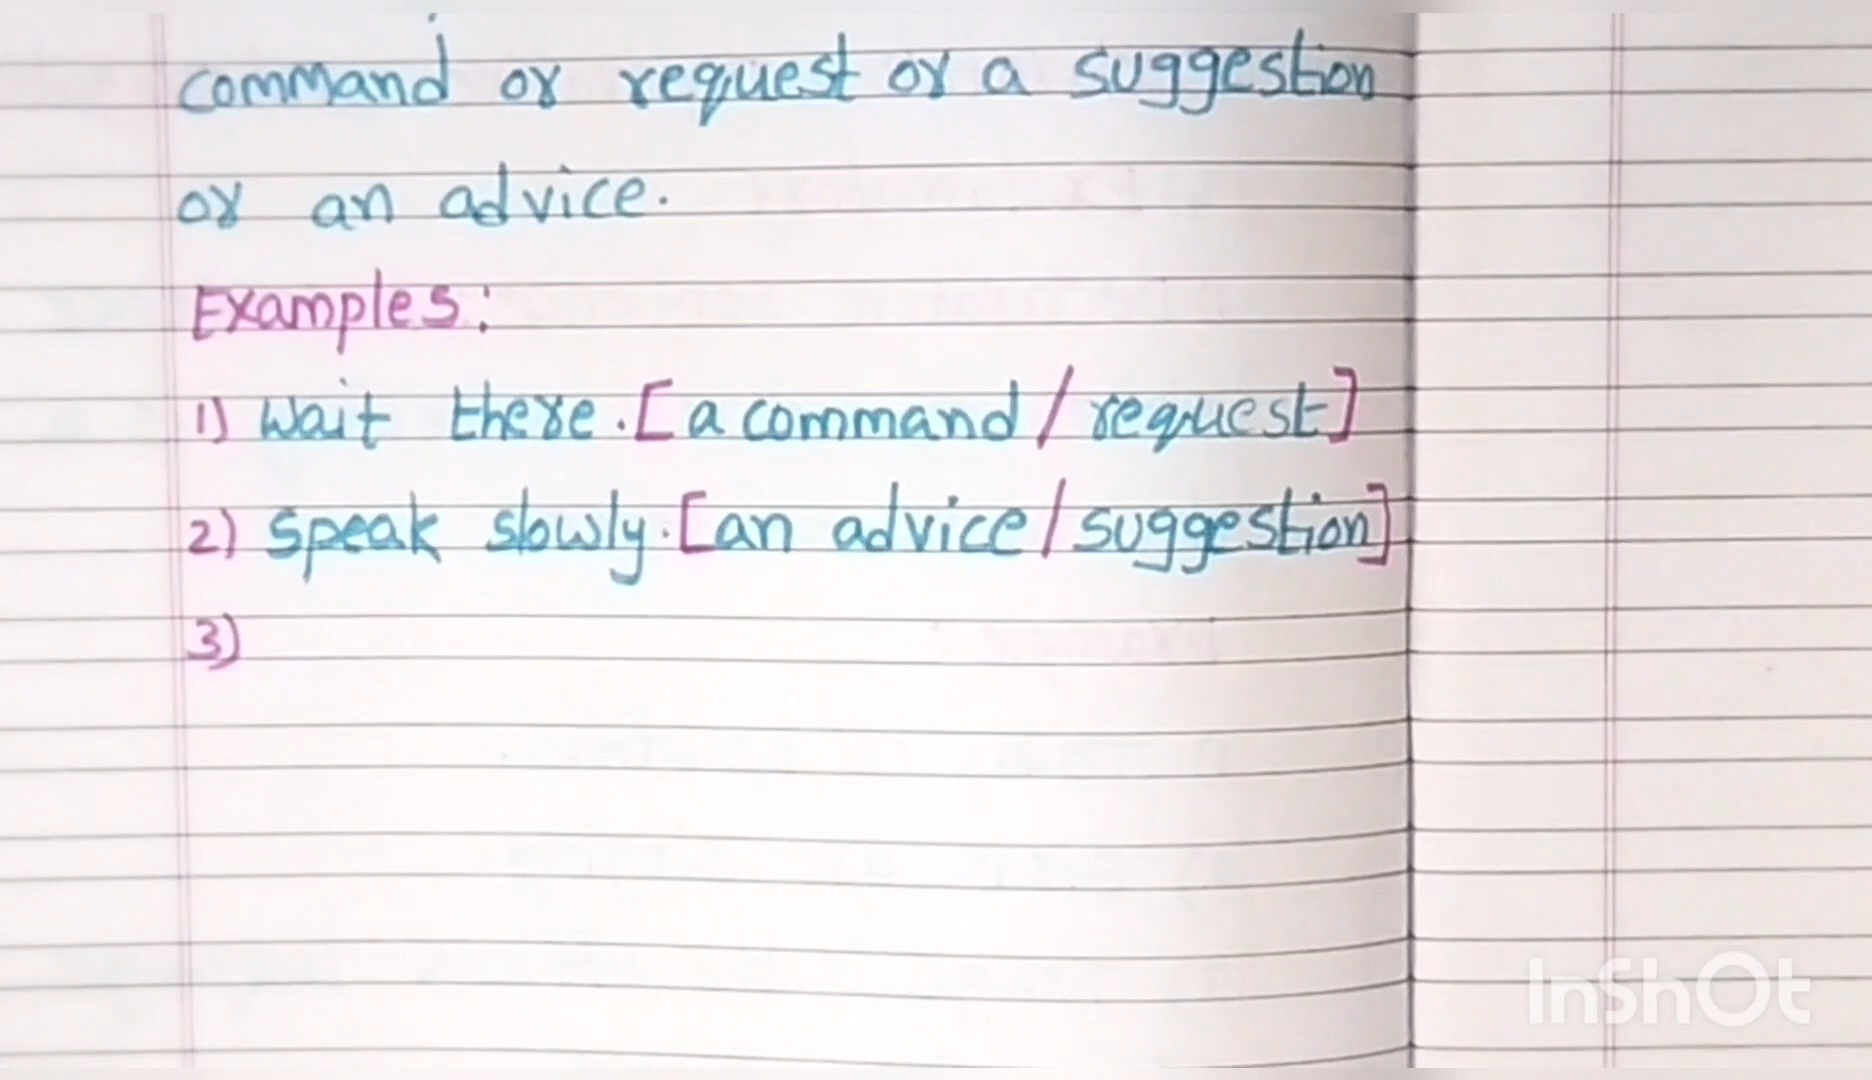 command or request or a suggestion
or an advice.
Examples:
1) Wait there. [a command/request]
2) Speak slowly. [an advice/suggestion]
3)
InShOt